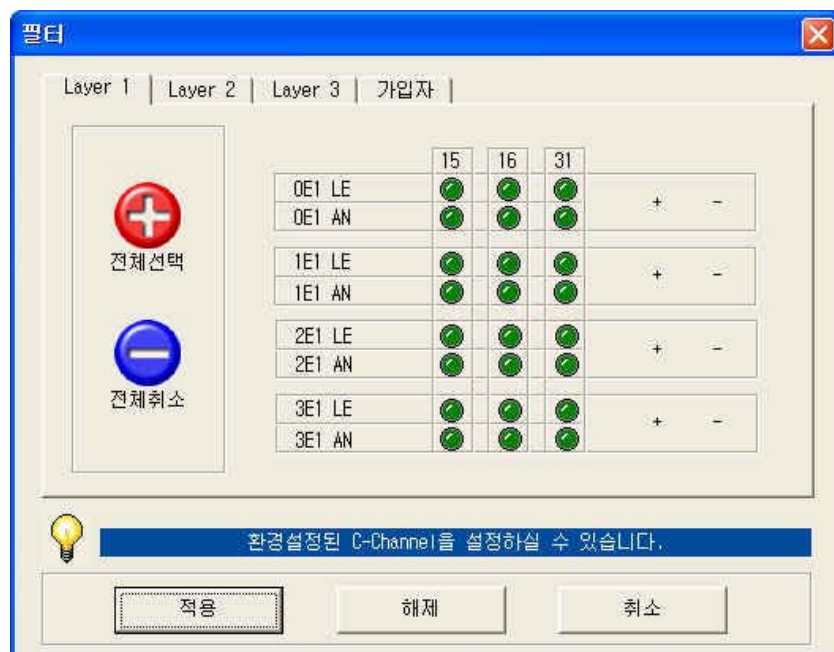 필터
Layer 1 | Layer 2 | Layer 3 | 가입자 |
15 16 31
전체선택
전체취소
0E1 LE
0E1 AN
+ -
1E1 LE
1E1 AN
+ -
2E1 LE
2E1 AN
+ -
3E1 LE
3E1 AN
+ -
환경설정된 C-Channel을 설정하실 수 있습니다.
적용 해제 취소